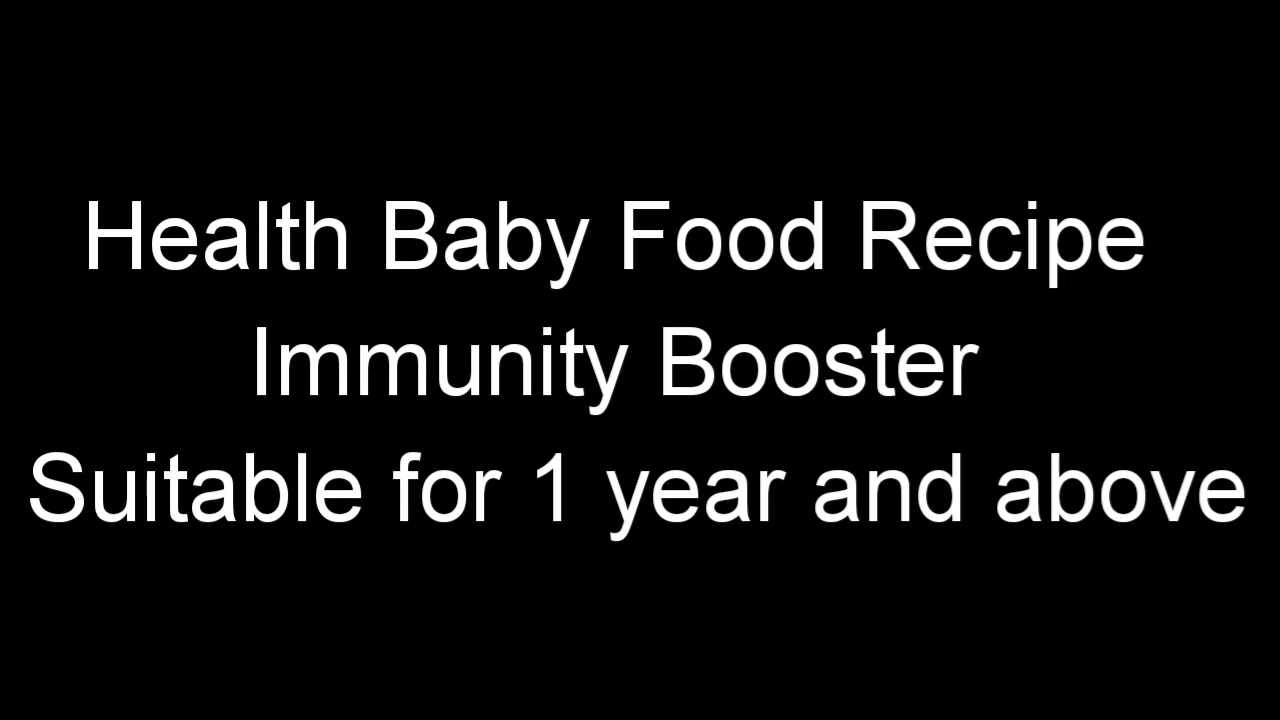 Health Baby Food Recipe
Immunity Booster
Suitable for 1 year and above